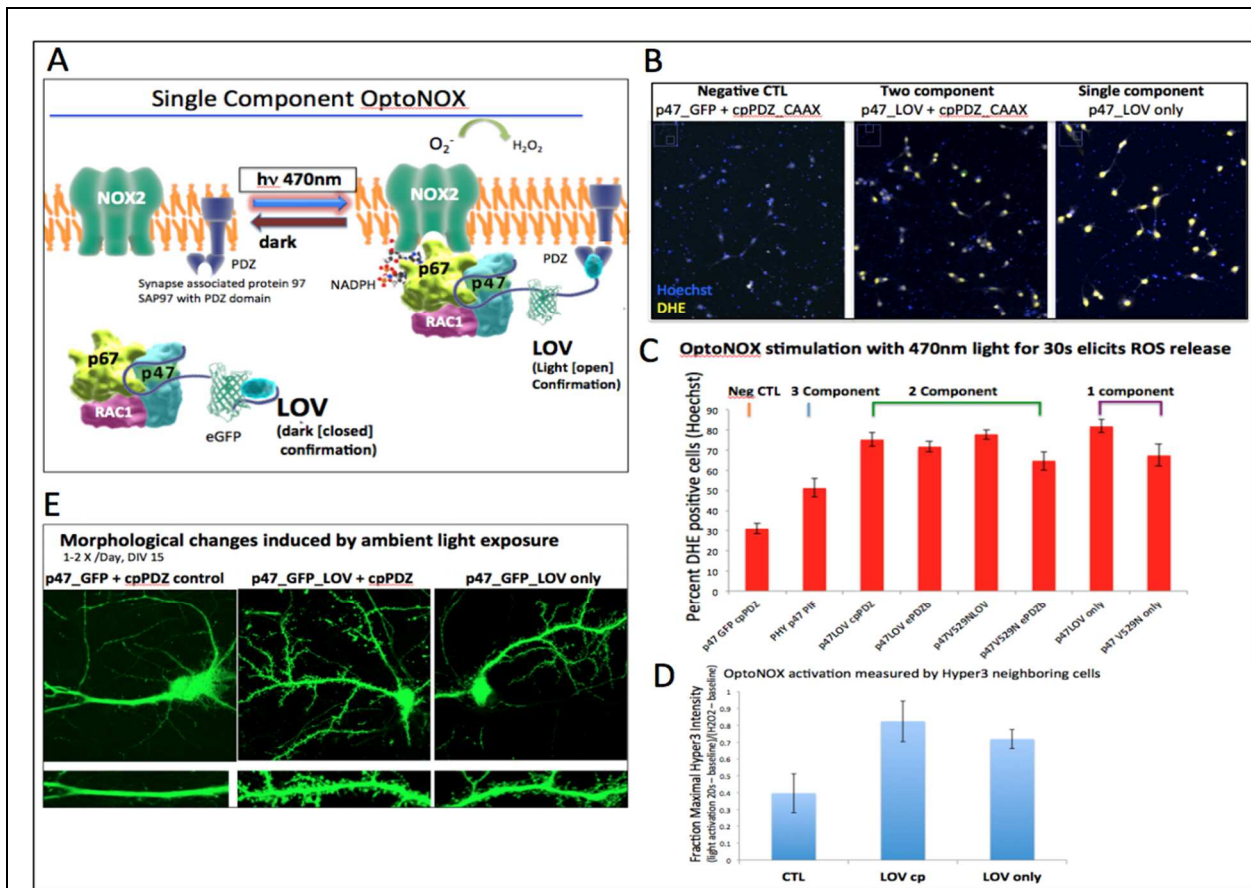 A
Single Component OptoNOX
O₂⁻
H₂O₂
NOX2
hν 470nm
dark
PDZ
Synapse associated protein 97
SAP97 with PDZ domain
NADPH
p67
p47
RAC1
PDZ
LOV
(Light [open]
Confirmation)
p67
p47
RAC1
eGFP
LOV
(dark [closed]
confirmation)
B
Negative CTL
p47_GFP + cpPDZ_CAAX
Two component
p47_LOV + cpPDZ_CAAX
Single component
p47_LOV only
Hoechst
DHE
C
OptoNOX stimulation with 470nm light for 30s elicits ROS release
Neg CTL
3 Component
2 Component
1 component
Percent DHE positive cells (Hoechst)
90
80
70
60
50
40
30
20
10
0
p47 GFP cpPDZ
PHY p47 PIF
p47LOV cpPDZ
p47LOV ePDZb
p47V529NLOV
p47V529N ePDZb
p47LOV only
p47 V529N only
D
OptoNOX activation measured by Hyper3 neighboring cells
Fraction Maximal Hyper3 Intensity
(light activation 20s – baseline)/(H2O2 – baseline)
1
0.9
0.8
0.7
0.6
0.5
0.4
0.3
0.2
0.1
0
CTL
LOV cp
LOV only
E
Morphological changes induced by ambient light exposure
1-2 X /Day, DIV 15
p47_GFP + cpPDZ control
p47_GFP_LOV + cpPDZ
p47_GFP_LOV only